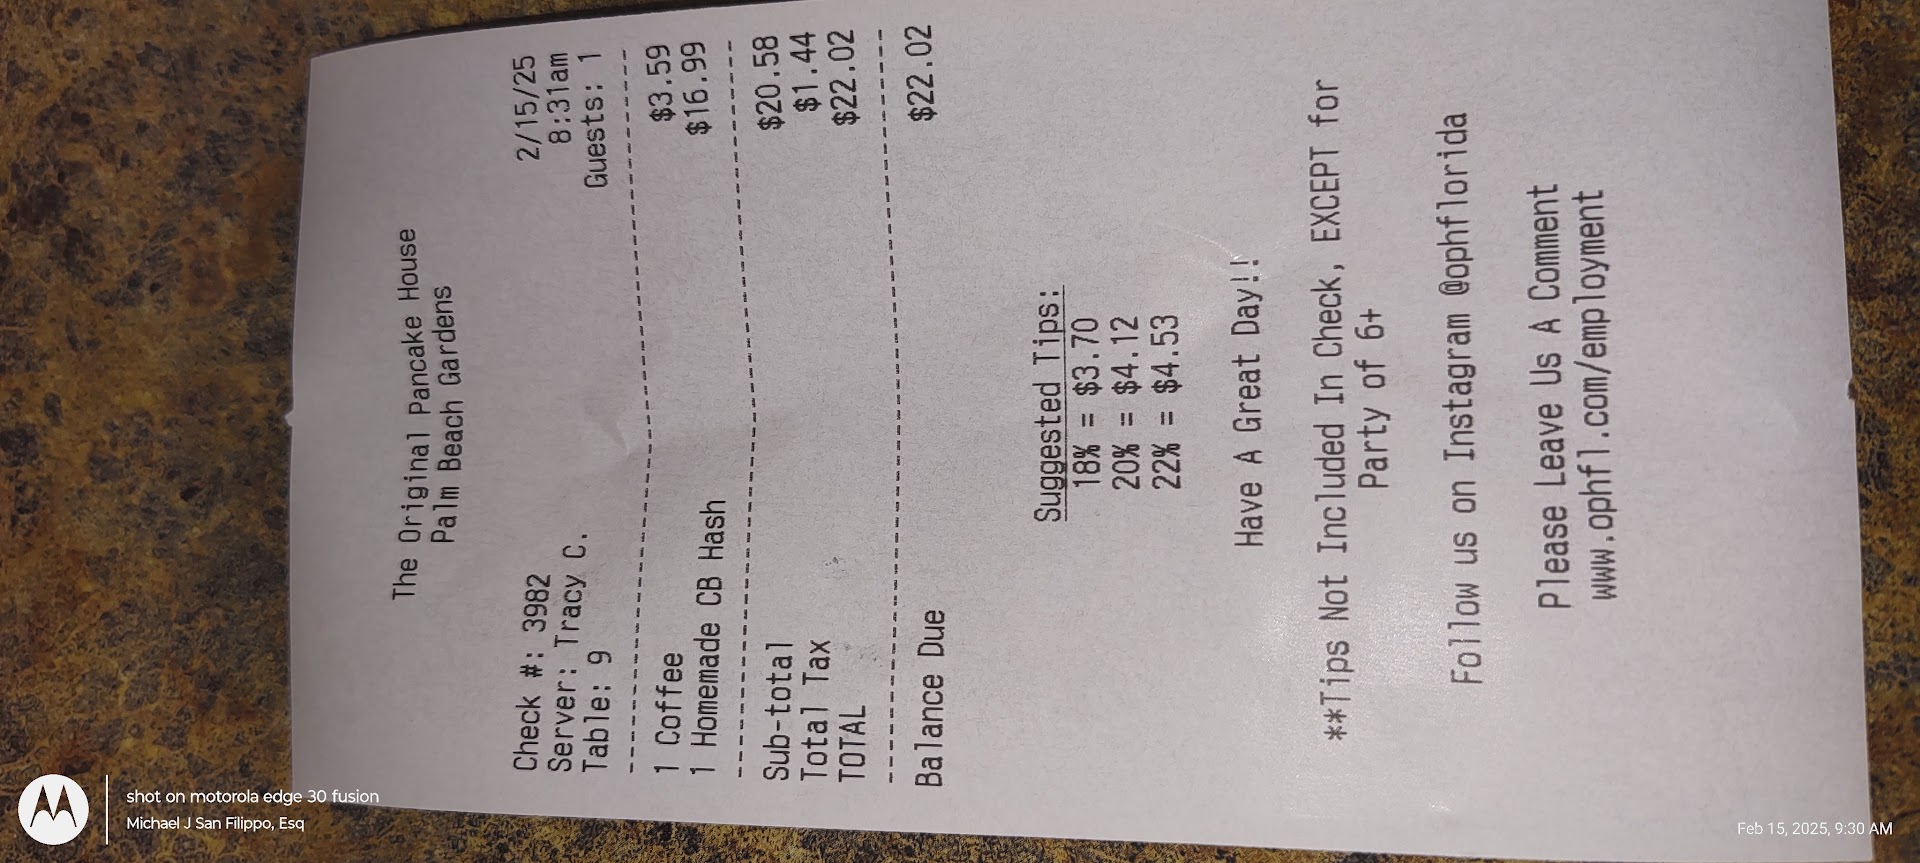 The Original Pancake House
Palm Beach Gardens
Check #: 3982 2/15/25
Server: Tracy C. 8:31am
Table: 9 Guests: 1
1 Coffee $3.59
1 Homemade CB Hash $16.99
Sub-total $20.58
Total Tax $1.44
TOTAL $22.02
Balance Due $22.02
Suggested Tips:
18% = $3.70
20% = $4.12
22% = $4.53
Have A Great Day!!
**Tips Not Included In Check, EXCEPT for
Party of 6+
Follow us on Instagram @ophflorida
Please Leave Us A Comment
www.ophfl.com/employment
shot on motorola edge 30 fusion
Michael J San Filippo, Esq
Feb 15, 2025, 9:30 AM